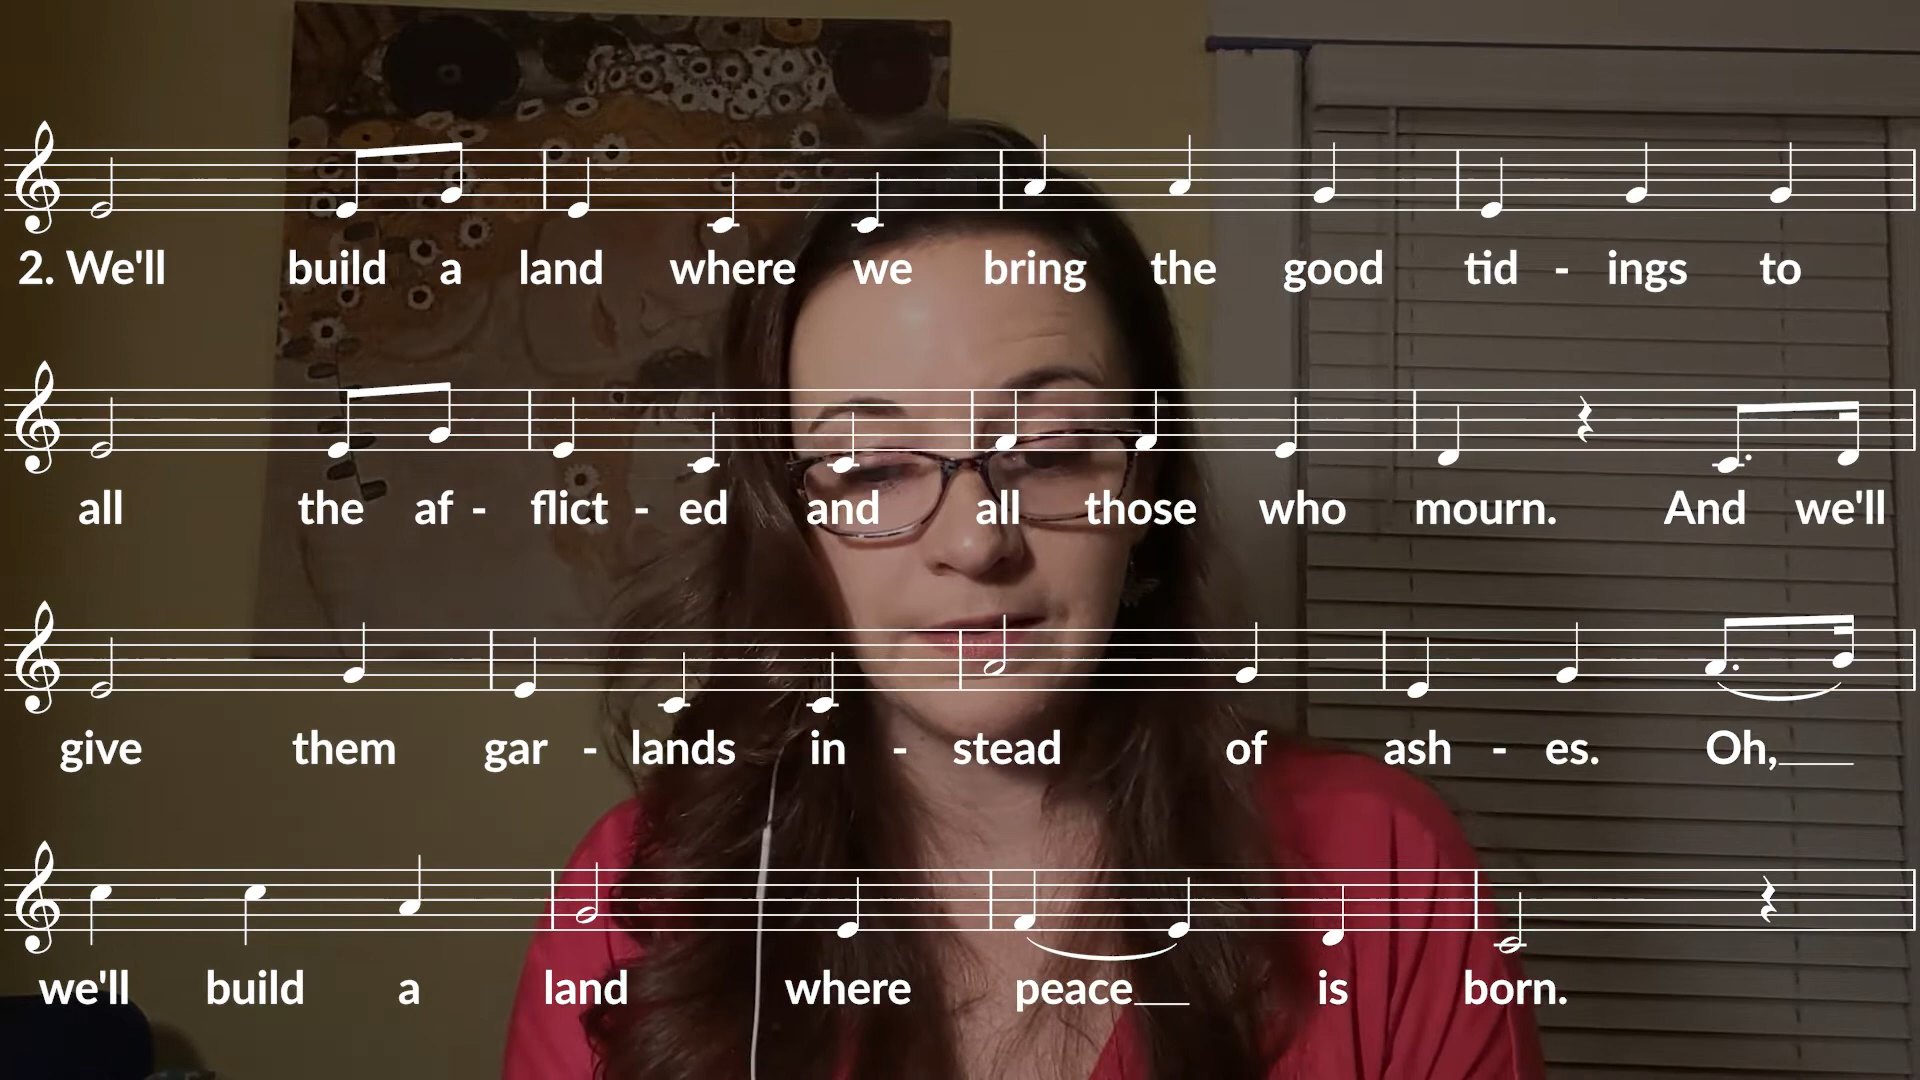 2. We'll build a land where we bring the good tid - ings to
all the af - flict - ed and all those who mourn. And we'll
give them gar - lands in - stead of ash - es. Oh,
we'll build a land where peace is born.